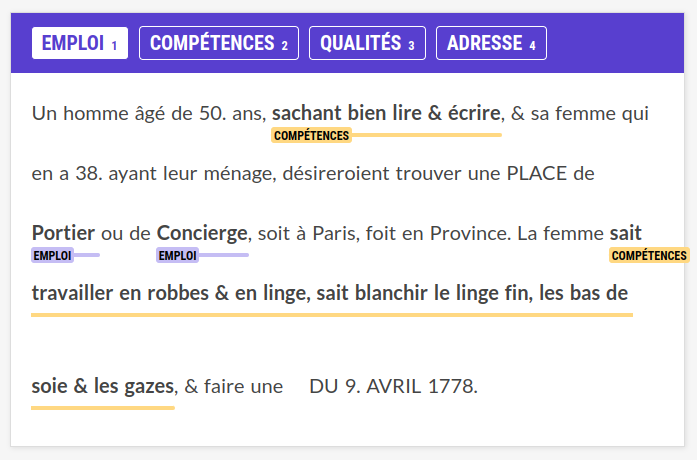 EMPLOI 1 COMPÉTENCES 2 QUALITÉS 3 ADRESSE 4
Un homme âgé de 50. ans, sachant bien lire & écrire, & sa femme qui
COMPÉTENCES
en a 38. ayant leur ménage, désireroient trouver une PLACE de
Portier ou de Concierge, soit à Paris, foit en Province. La femme sait
EMPLOI EMPLOI COMPÉTENCES
travailler en robbes & en linge, sait blanchir le linge fin, les bas de
soie & les gazes, & faire une DU 9. AVRIL 1778.